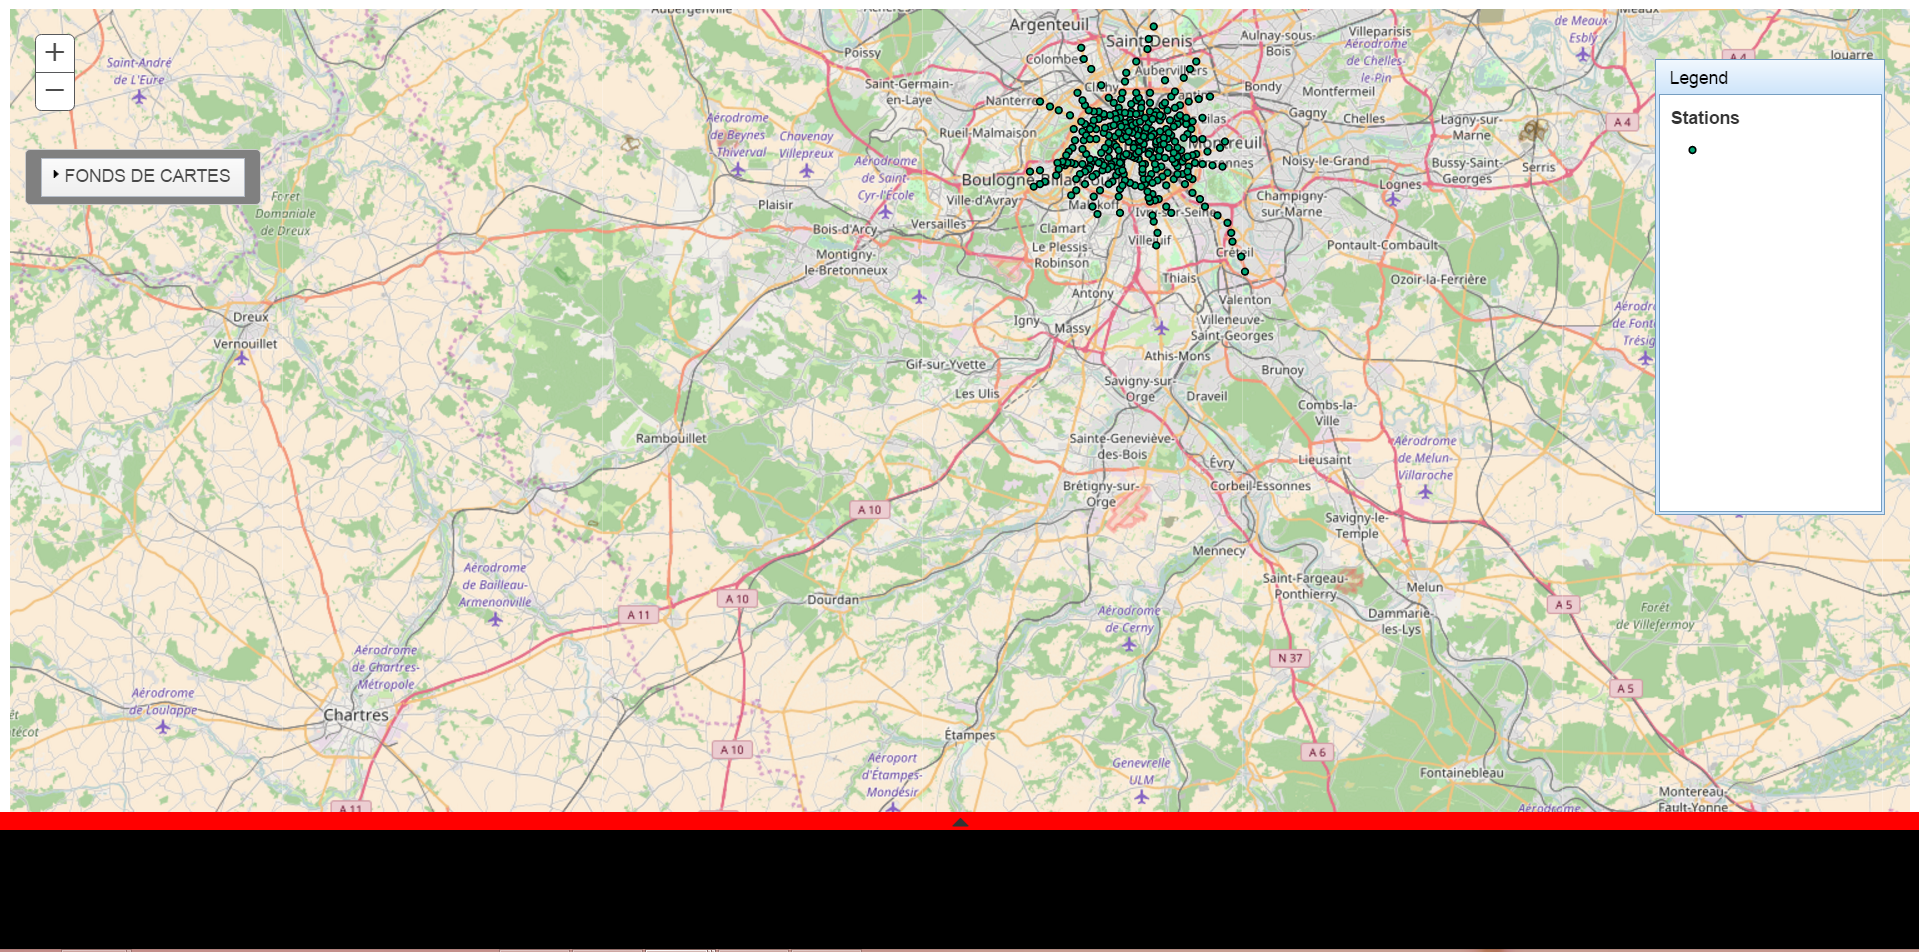 Aubergenville
Achères
Argenteuil
Saint-Denis
Aulnay-sous-
Bois
Villeparisis
de Meaux-
Esbly
Meaux
A 4
Jouarre
Saint-André
de L'Eure
Poissy
Colombes
Aubervilliers
Aérodrome
de Chelles-
le-Pin
Legend
Stations
Saint-Germain-
en-Laye
Clichy
Bondy
Montfermeil
Nanterre
Gagny
Chelles
Lagny-sur-
Marne
A 4
Aérodrome
de Beynes
Thiverval
Chavenay
Villepreux
Rueil-Malmaison
Montreuil
Noisy-le-Grand
Bussy-Saint-
Georges
Serris
FONDS DE CARTES
Aérodrome
de Saint-
Cyr-l'École
Lognes
Foret
Domaniale
de Dreux
Plaisir
Ville-d'Avray
Malakoff
Ivry-sur-Seine
Champigny-
sur-Marne
Bois-d'Arcy
Versailles
Clamart
Villejuif
Créteil
Pontault-Combault
Montigny-
le-Bretonneux
Le Plessis-
Robinson
Thiais
Ozoir-la-Ferrière
Antony
Valenton
Dreux
Vernouillet
Igny
Massy
Villeneuve-
Saint-Georges
Gif-sur-Yvette
Athis-Mons
Brunoy
Les Ulis
Savigny-sur-
Orge
Draveil
Combs-la-
Ville
Rambouillet
Sainte-Geneviève-
des-Bois
Évry
Lieusaint
Aérodrome
de Melun-
Villaroche
Brétigny-sur-
Orge
Corbeil-Essonnes
A 10
Savigny-le-
Temple
Mennecy
Aérodrome
de Bailleau-
Armenonville
Saint-Fargeau-
Ponthierry
Melun
A 10
Dourdan
A 11
Aérodrome
de Cerny
Dammarie-
les-Lys
A 5
Forêt
de Villefermoy
Aérodrome
de Chartres-
Métropole
N 37
Aérodrome
de Loulappe
A 5
Chartres
Étampes
A 10
A 6
Aéroport
d'Étampes-
Mondésir
Genevrelle
ULM
Fontainebleau
Montereau-
Fault-Yonne
A 11
Aérodrome